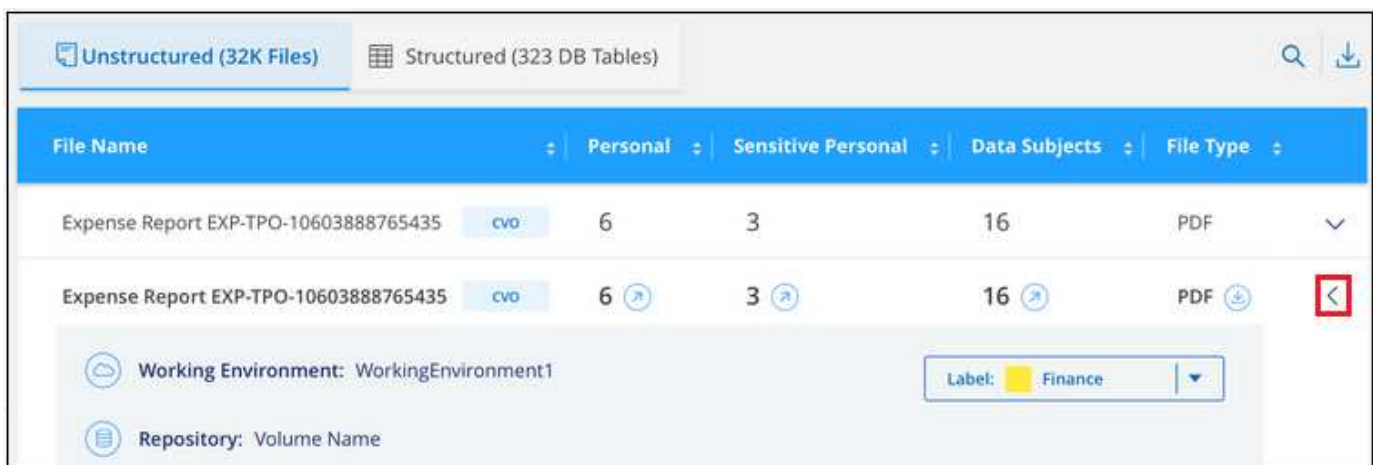 Unstructured (32K Files) Structured (323 DB Tables)
File Name Personal Sensitive Personal Data Subjects File Type
Expense Report EXP-TPO-10603888765435 CVO 6 3 16 PDF
Expense Report EXP-TPO-10603888765435 CVO 6 3 16 PDF
Working Environment: WorkingEnvironment1 Label: Finance
Repository: Volume Name